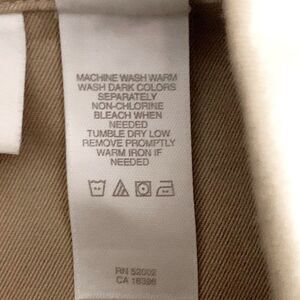 MACHINE WASH WARM
WASH DARK COLORS
SEPARATELY
NON-CHLORINE
BLEACH WHEN
NEEDED
TUMBLE DRY LOW
REMOVE PROMPTLY
WARM IRON IF
NEEDED
RN 52002
CA 16396